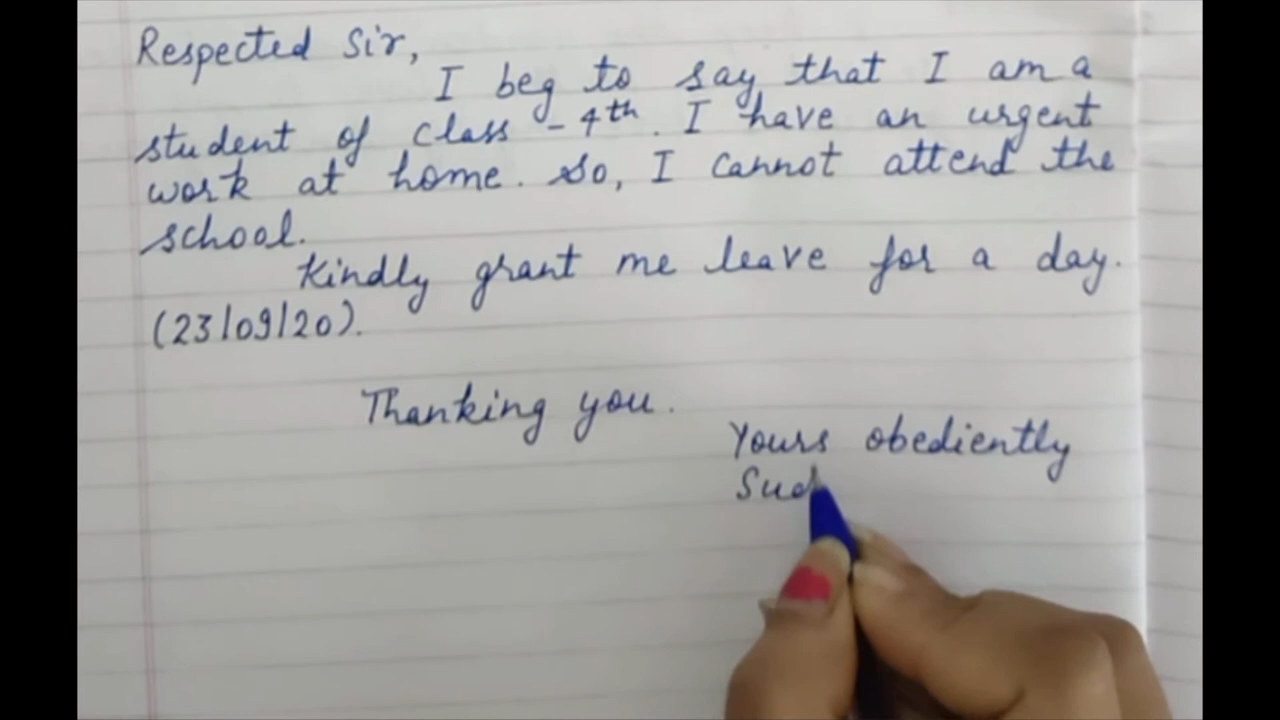 Respected Sir,
I beg to say that I am a
student of class - 4th. I have an urgent
work at home. So, I cannot attend the
school.
Kindly grant me leave for a day.
(23/09/20).
Thanking you.
Yours obediently